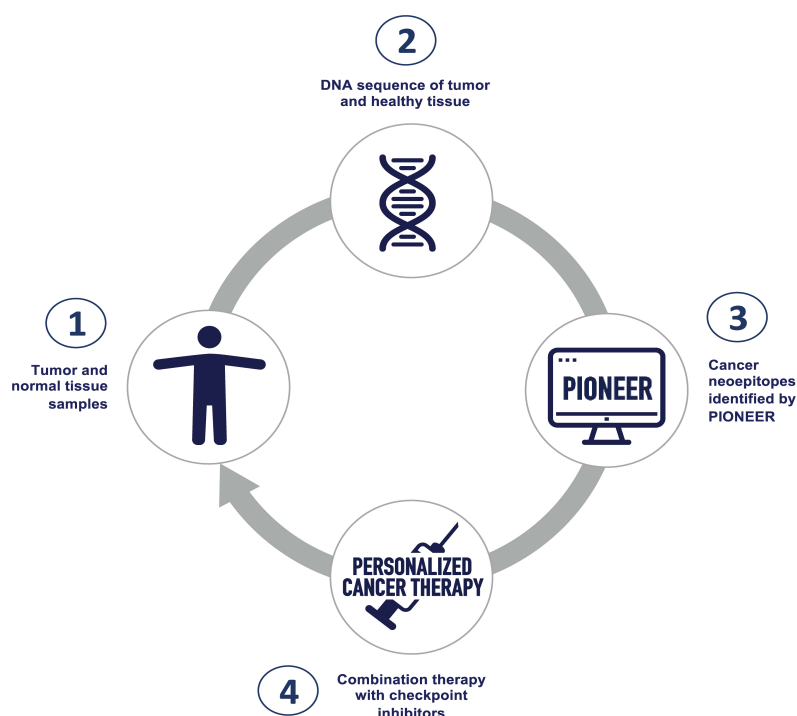 2
DNA sequence of tumor
and healthy tissue
1
Tumor and
normal tissue
samples
3
Cancer
neoepitopes
identified by
PIONEER
PIONEER
PERSONALIZED
CANCER THERAPY
4
Combination therapy
with checkpoint
inhibitors